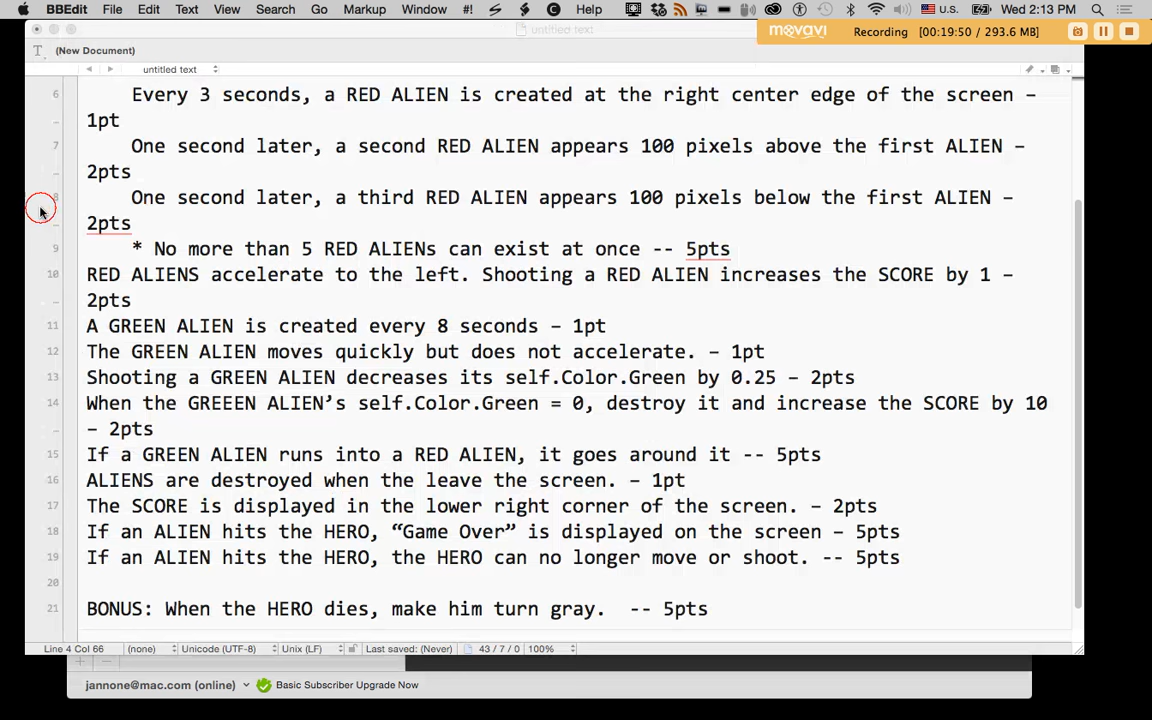 BBEdit File Edit Text View Search Go Markup Window #! Help U.S. Wed 2:13 PM
untitled text
movavi Recording (00:19:50 / 293.6 MB)
(New Document)
untitled text
6 Every 3 seconds, a RED ALIEN is created at the right center edge of the screen –
1pt
7 One second later, a second RED ALIEN appears 100 pixels above the first ALIEN –
2pts
8 One second later, a third RED ALIEN appears 100 pixels below the first ALIEN –
2pts
9 * No more than 5 RED ALIENs can exist at once -- 5pts
10 RED ALIENS accelerate to the left. Shooting a RED ALIEN increases the SCORE by 1 –
2pts
11 A GREEN ALIEN is created every 8 seconds – 1pt
12 The GREEN ALIEN moves quickly but does not accelerate. – 1pt
13 Shooting a GREEN ALIEN decreases its self.Color.Green by 0.25 – 2pts
14 When the GREEEN ALIEN’s self.Color.Green = 0, destroy it and increase the SCORE by 10
– 2pts
15 If a GREEN ALIEN runs into a RED ALIEN, it goes around it -- 5pts
16 ALIENS are destroyed when the leave the screen. – 1pt
17 The SCORE is displayed in the lower right corner of the screen. – 2pts
18 If an ALIEN hits the HERO, “Game Over” is displayed on the screen – 5pts
19 If an ALIEN hits the HERO, the HERO can no longer move or shoot. -- 5pts
20
21 BONUS: When the HERO dies, make him turn gray. -- 5pts
Line 4 Col 66 (none) Unicode (UTF-8) Unix (LF) Last saved: (Never) 43 / 7 / 0 100%
jannone@mac.com (online) Basic Subscriber Upgrade Now